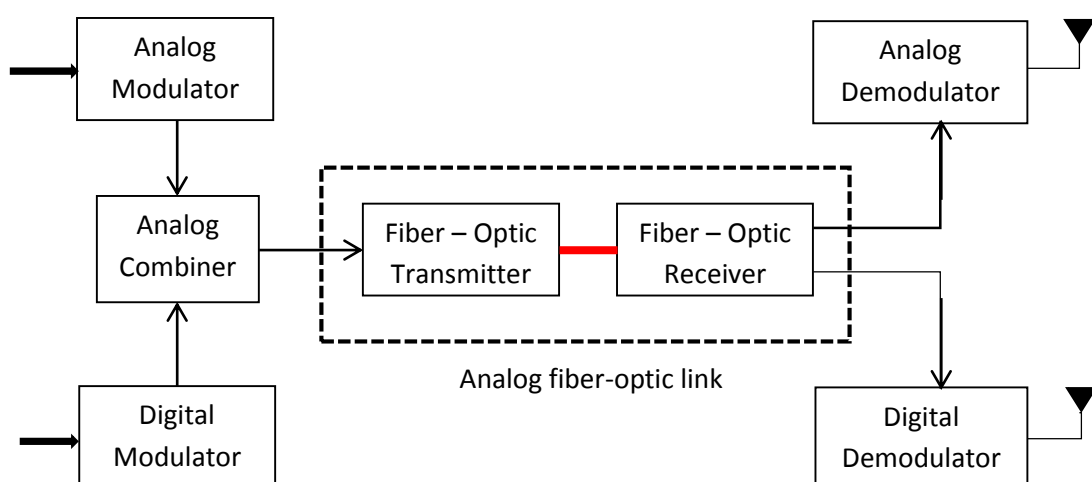 Analog
Modulator
Analog
Demodulator
Analog
Combiner
Fiber – Optic
Transmitter
Fiber – Optic
Receiver
Analog fiber-optic link
Digital
Modulator
Digital
Demodulator